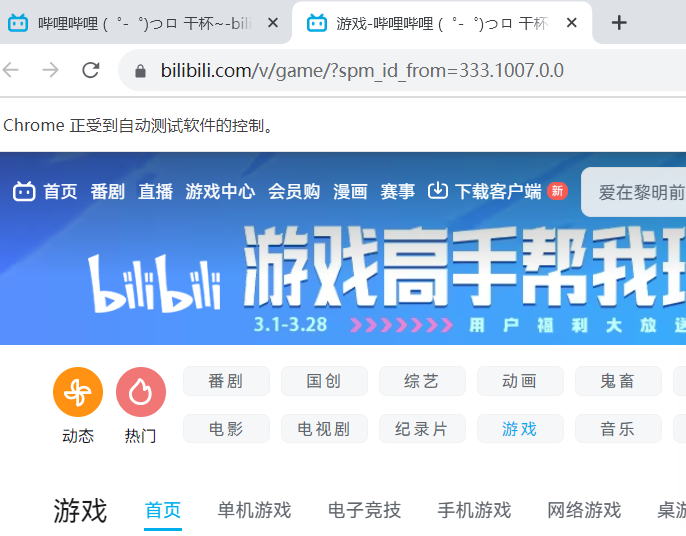 哔哩哔哩 ( ゜- ゜)つロ 干杯~-bili
游戏-哔哩哔哩 ( ゜- ゜)つロ 干杯
bilibili.com/v/game/?spm_id_from=333.1007.0.0
Chrome 正受到自动测试软件的控制。
首页 番剧 直播 游戏中心 会员购 漫画 赛事 下载客户端 新 爱在黎明前
bilibili 游戏高手帮我玩
3.1-3.28 用户福利大放送
动态 热门
番剧 国创 综艺 动画 鬼畜
电影 电视剧 纪录片 游戏 音乐
游戏 首页 单机游戏 电子竞技 手机游戏 网络游戏 桌游